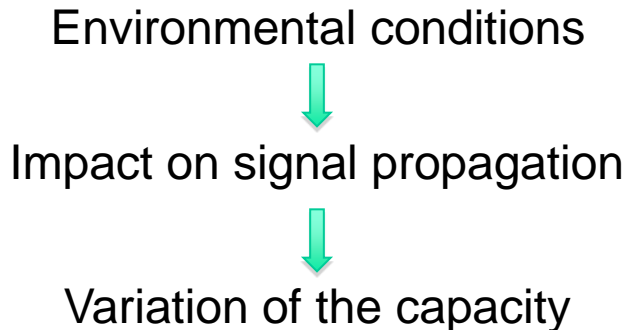 Environmental conditions
Impact on signal propagation
Variation of the capacity